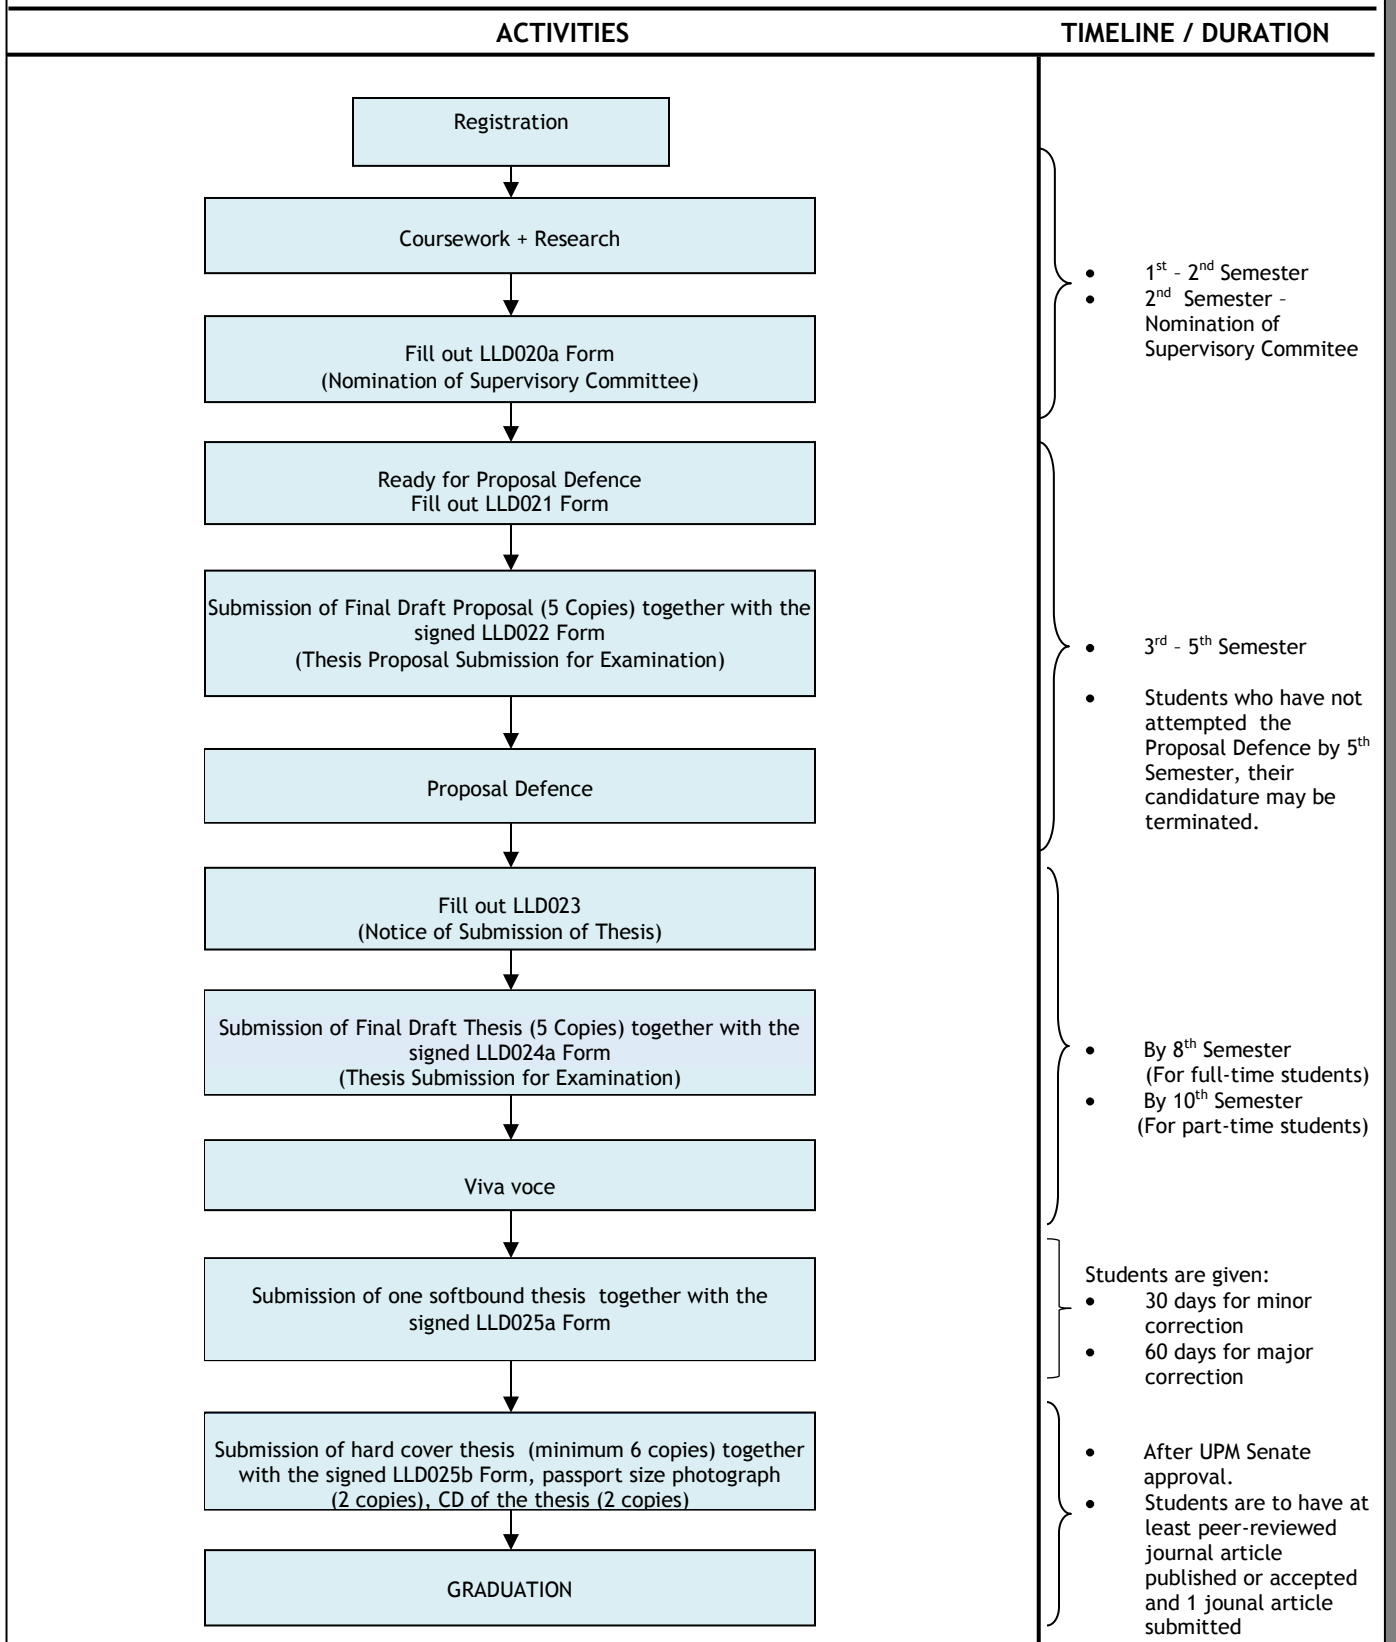 ACTIVITIES
TIMELINE / DURATION
Registration
Coursework + Research
Fill out LLD020a Form
(Nomination of Supervisory Committee)
• 1st – 2nd Semester
• 2nd Semester –
Nomination of
Supervisory Commitee
Ready for Proposal Defence
Fill out LLD021 Form
Submission of Final Draft Proposal (5 Copies) together with the
signed LLD022 Form
(Thesis Proposal Submission for Examination)
Proposal Defence
• 3rd – 5th Semester
• Students who have not
attempted the
Proposal Defence by 5th
Semester, their
candidature may be
terminated.
Fill out LLD023
(Notice of Submission of Thesis)
Submission of Final Draft Thesis (5 Copies) together with the
signed LLD024a Form
(Thesis Submission for Examination)
Viva voce
• By 8th Semester
(For full-time students)
• By 10th Semester
(For part-time students)
Submission of one softbound thesis together with the
signed LLD025a Form
Students are given:
• 30 days for minor
correction
• 60 days for major
correction
Submission of hard cover thesis (minimum 6 copies) together
with the signed LLD025b Form, passport size photograph
(2 copies), CD of the thesis (2 copies)
GRADUATION
• After UPM Senate
approval.
• Students are to have at
least peer-reviewed
journal article
published or accepted
and 1 jounal article
submitted